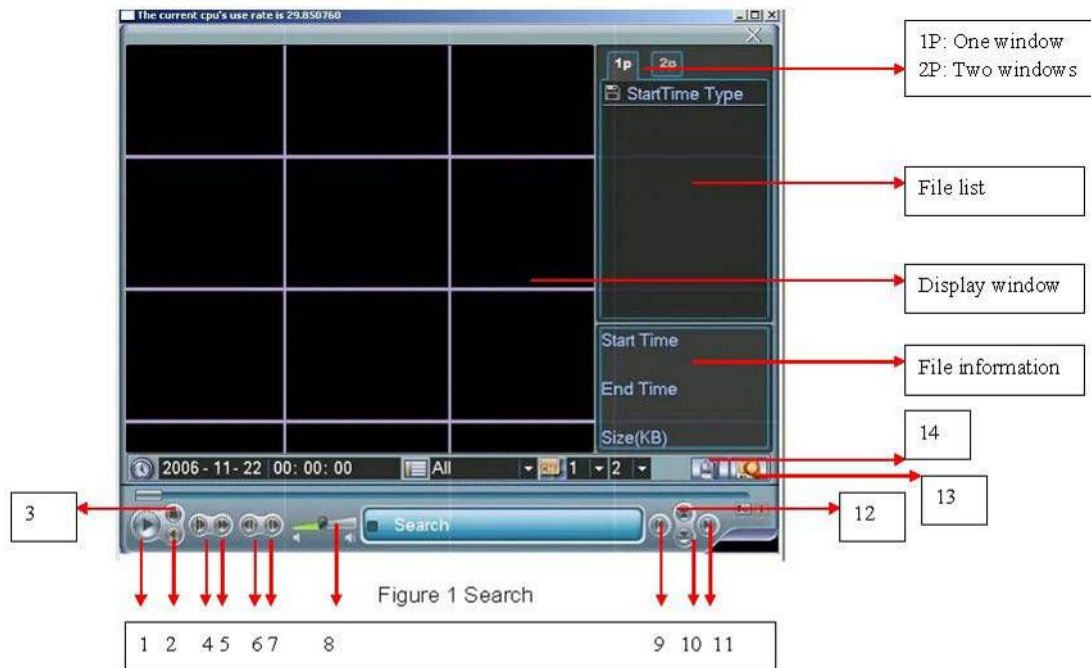 The current cpu's use rate is 29.850760
1P: One window
2P: Two windows
1p 2p
StartTime Type
File list
Display window
Start Time
File information
End Time
Size(KB)
14
2006 - 11 - 22 00: 00: 00 All 1 2
13
3
12
Search
Figure 1 Search
1 2 4 5 6 7 8 9 10 11